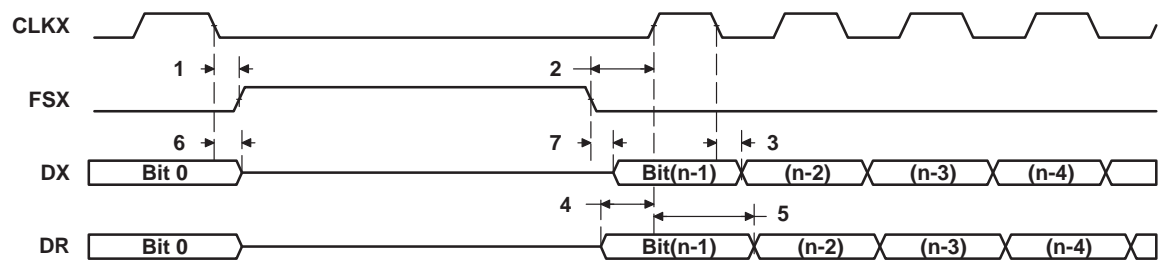 CLKX
1 2
FSX
6 7 3
DX Bit 0 Bit(n-1) (n-2) (n-3) (n-4)
4 5
DR Bit 0 Bit(n-1) (n-2) (n-3) (n-4)